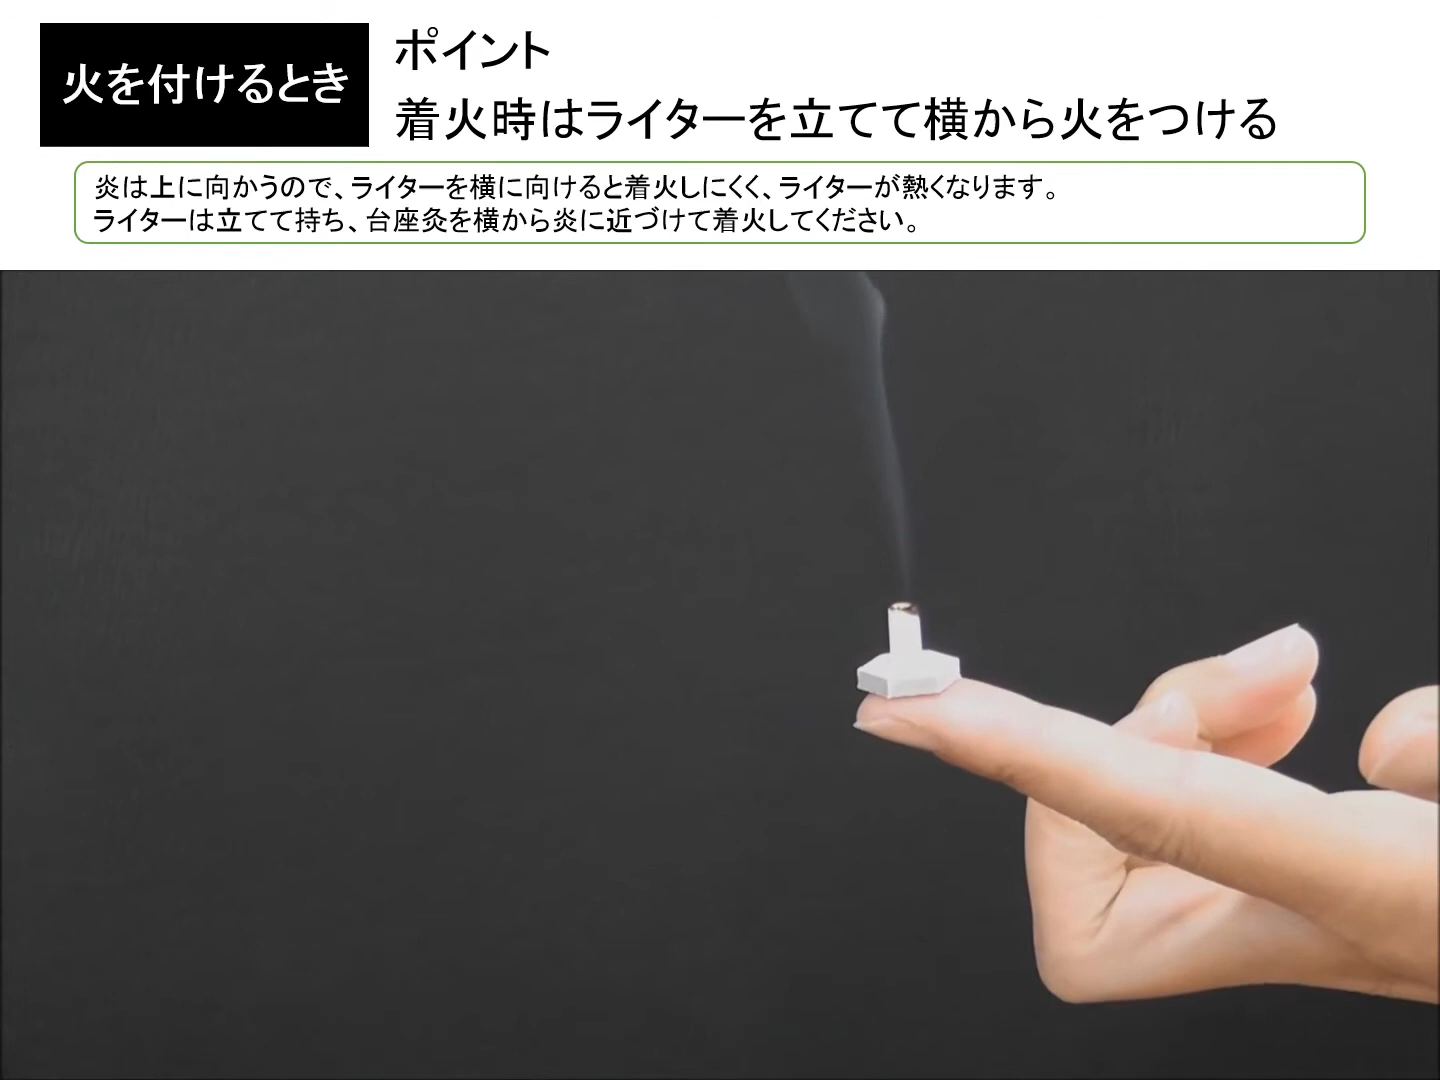 火を付けるとき
ポイント
着火時はライターを立てて横から火をつける
炎は上に向かうので、ライターを横に向けると着火しにくく、ライターが熱くなります。
ライターは立てて持ち、台座灸を横から炎に近づけて着火してください。